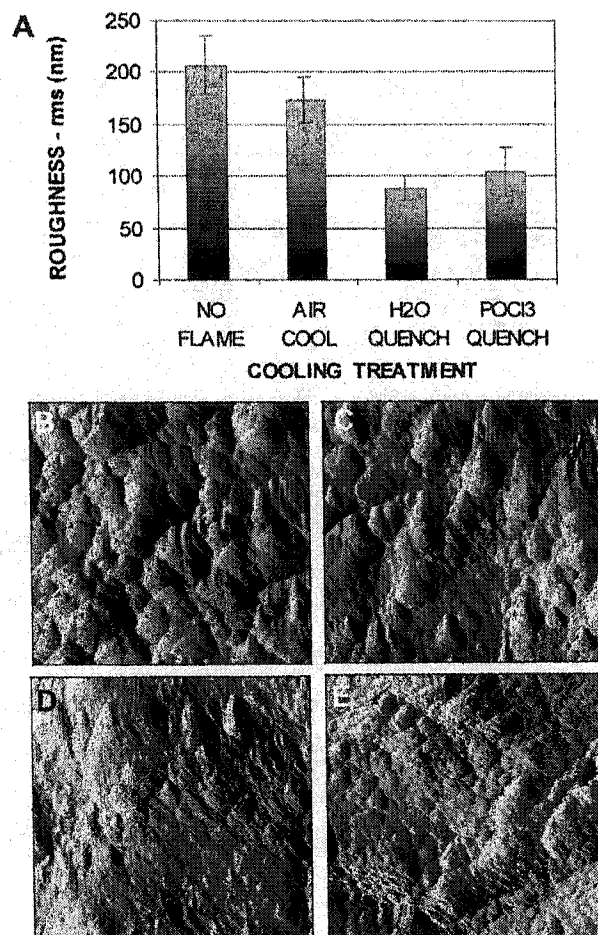 A
ROUGHNESS - rms (nm)
250
200
150
100
50
0
NO FLAME
AIR COOL
H2O QUENCH
POCl3 QUENCH
COOLING TREATMENT
B
C
D
E